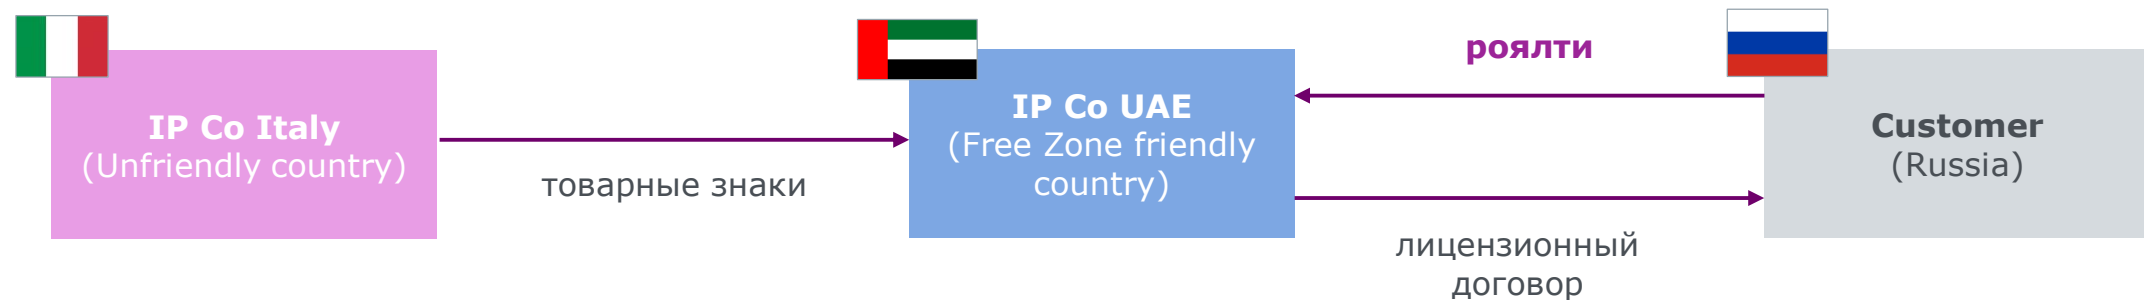 IP Co Italy
(Unfriendly country)
товарные знаки
IP Co UAE
(Free Zone friendly
country)
роялти
лицензионный
договор
Customer
(Russia)